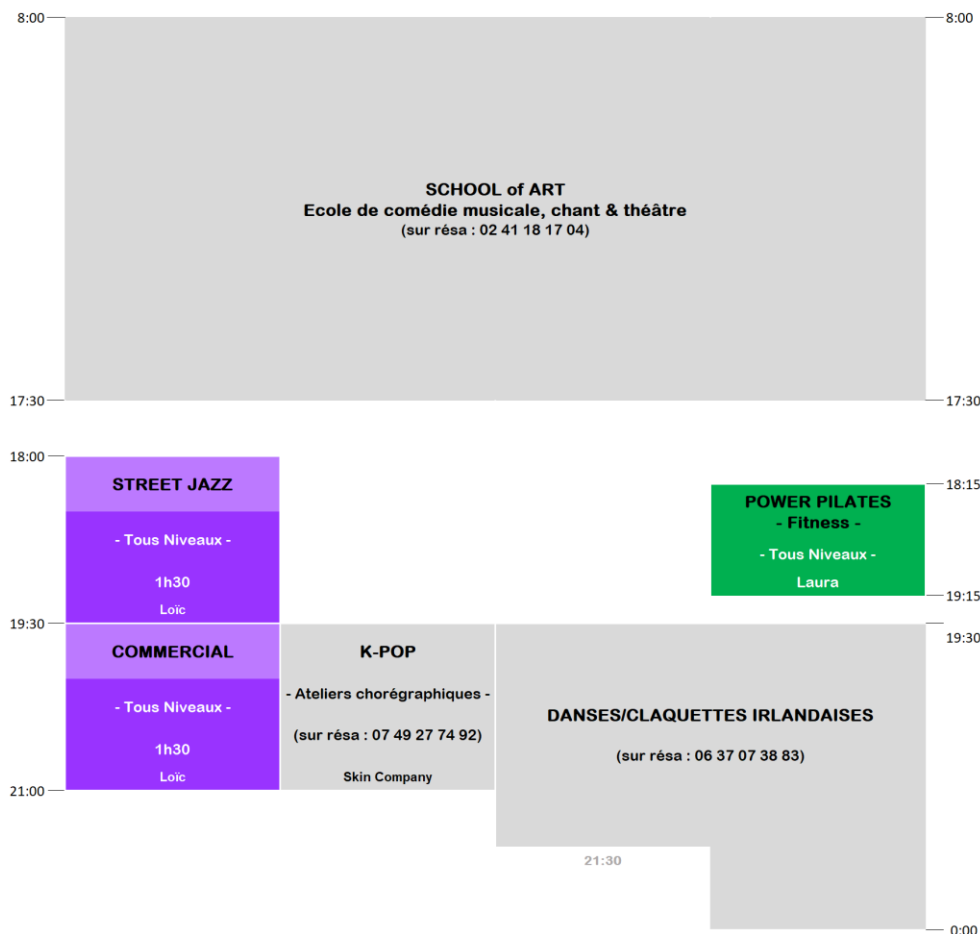 8:00
8:00
SCHOOL of ART
Ecole de comédie musicale, chant & théâtre
(sur résa : 02 41 18 17 04)
17:30
17:30
18:00
STREET JAZZ
- Tous Niveaux -
1h30
Loïc
18:15
POWER PILATES
- Fitness -
- Tous Niveaux -
Laura
19:15
19:30
19:30
COMMERCIAL
- Tous Niveaux -
1h30
Loïc
K-POP
- Ateliers chorégraphiques -
(sur résa : 07 49 27 74 92)
Skin Company
DANSES/CLAQUETTES IRLANDAISES
(sur résa : 06 37 07 38 83)
21:00
21:30
0:00